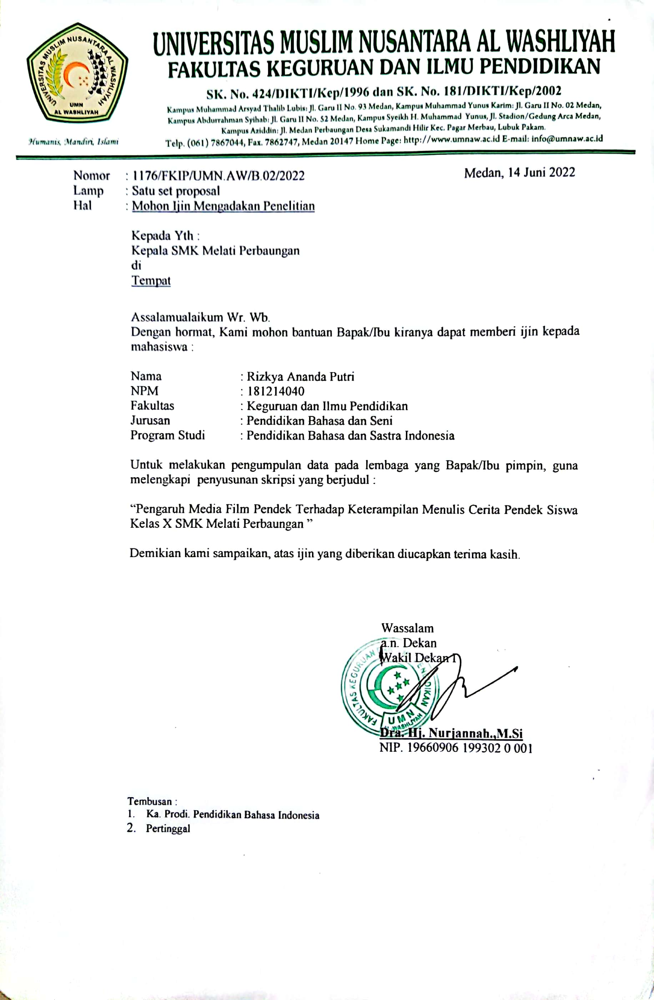 UNIVERSITAS MUSLIM NUSANTARA AL WASHLIYAH
UMN
AL WASHLIYAH
Humanis, Mandiri, Islami
UNIVERSITAS MUSLIM NUSANTARA AL WASHLIYAH
FAKULTAS KEGURUAN DAN ILMU PENDIDIKAN
SK. No. 424/DIKTI/Kep/1996 dan SK. No. 181/DIKTI/Kep/2002
Kampus Muhammad Arsyad Thalib Lubis: Jl. Garu II No. 93 Medan, Kampus Muhammad Yunus Karim: Jl. Garu II No. 02 Medan,
Kampus Abdurrahman Syihab: Jl. Garu II No. 52 Medan, Kampus Syeikh H. Muhammad Yunus, Jl. Stadion/Gedung Arca Medan,
Kampus Aziddin: Jl. Medan Perbaungan Desa Sukamandi Hilir Kec. Pagar Merbau, Lubuk Pakam.
Telp. (061) 7867044, Fax. 7862747, Medan 20147 Home Page: http://www.umnaw.ac.id E-mail: info@umnaw.ac.id
Nomor : 1176/FKIP/UMN.AW/B.02/2022 Medan, 14 Juni 2022
Lamp : Satu set proposal
Hal : Mohon Ijin Mengadakan Penelitian
Kepada Yth :
Kepala SMK Melati Perbaungan
di
Tempat
Assalamualaikum Wr. Wb.
Dengan hormat, Kami mohon bantuan Bapak/Ibu kiranya dapat memberi ijin kepada
mahasiswa :
Nama : Rizkya Ananda Putri
NPM : 181214040
Fakultas : Keguruan dan Ilmu Pendidikan
Jurusan : Pendidikan Bahasa dan Seni
Program Studi : Pendidikan Bahasa dan Sastra Indonesia
Untuk melakukan pengumpulan data pada lembaga yang Bapak/Ibu pimpin, guna
melengkapi penyusunan skripsi yang berjudul :
“Pengaruh Media Film Pendek Terhadap Keterampilan Menulis Cerita Pendek Siswa
Kelas X SMK Melati Perbaungan ”
Demikian kami sampaikan, atas ijin yang diberikan diucapkan terima kasih.
Wassalam
a.n. Dekan
Wakil Dekan I
FAKULTAS KEGURUAN
UMN
AL WASHLIYAH
Dra. Hj. Nurjannah.,M.Si
NIP. 19660906 199302 0 001
Tembusan :
1. Ka. Prodi. Pendidikan Bahasa Indonesia
2. Pertinggal